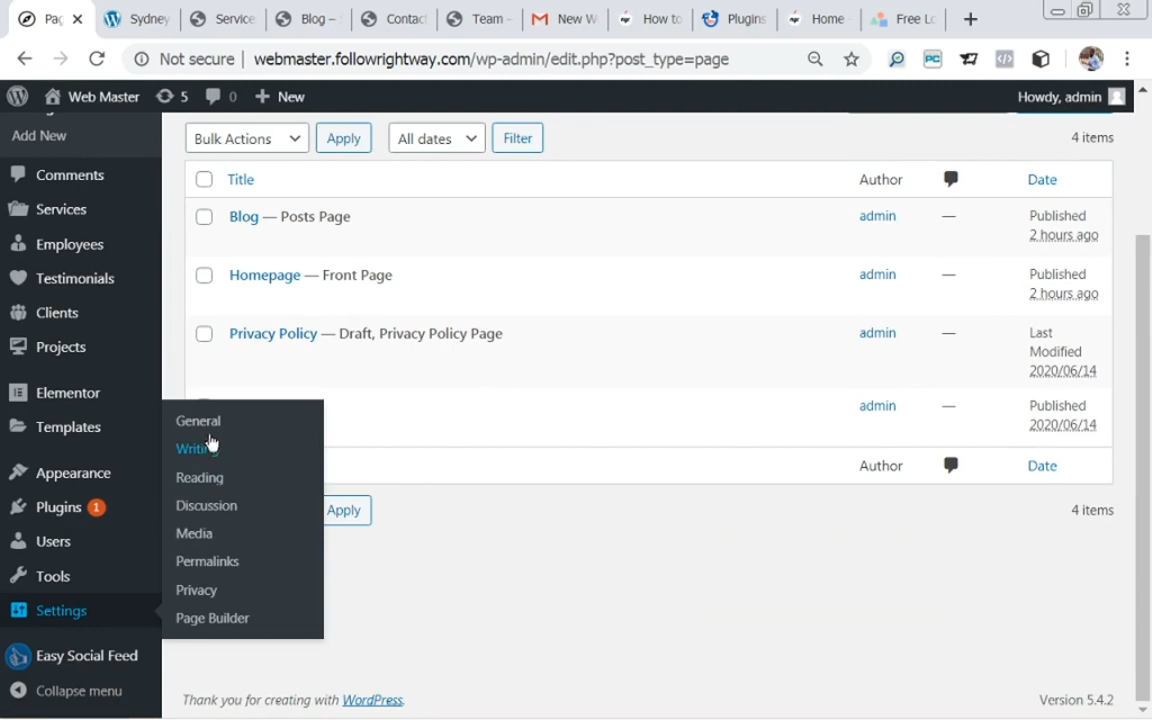 Pag
Sydney
Service
Blog –
Contac
Team -
New W
How to
Plugins
Home
Free Lo
Not secure
webmaster.followrightway.com/wp-admin/edit.php?post_type=page
Web Master
5
0
New
Howdy, admin
Add New
Comments
Services
Employees
Testimonials
Clients
Projects
Elementor
Templates
Appearance
Plugins 1
Users
Tools
Settings
Easy Social Feed
Collapse menu
General
Writing
Reading
Discussion
Media
Permalinks
Privacy
Page Builder
Bulk Actions
Apply
All dates
Filter
4 items
Title
Author
Date
Blog — Posts Page
admin
—
Published
2 hours ago
Homepage — Front Page
admin
—
Published
2 hours ago
Privacy Policy — Draft, Privacy Policy Page
admin
—
Last
Modified
2020/06/14
admin
—
Published
2020/06/14
Author
Date
Apply
4 items
Thank you for creating with WordPress.
Version 5.4.2